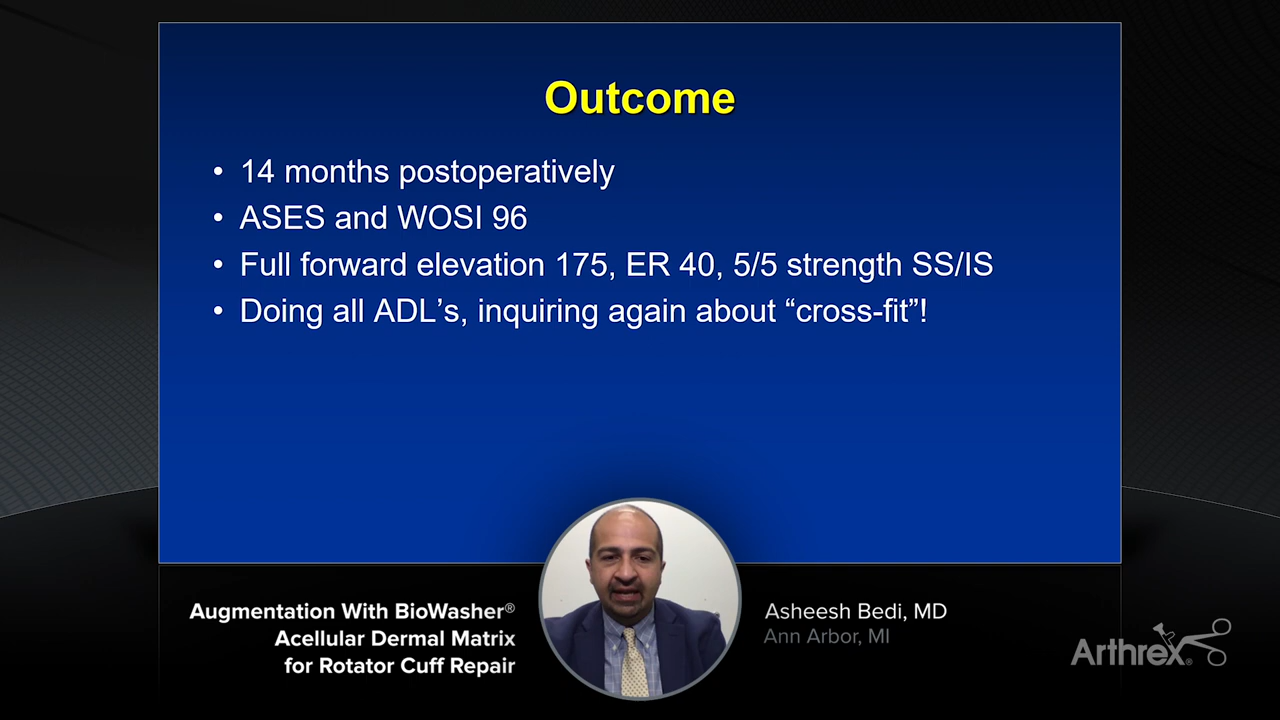 Outcome
• 14 months postoperatively
• ASES and WOSI 96
• Full forward elevation 175, ER 40, 5/5 strength SS/IS
• Doing all ADL’s, inquiring again about “cross-fit”!
Augmentation With BioWasher®
Acellular Dermal Matrix
for Rotator Cuff Repair
Asheesh Bedi, MD
Ann Arbor, MI
Arthrex®